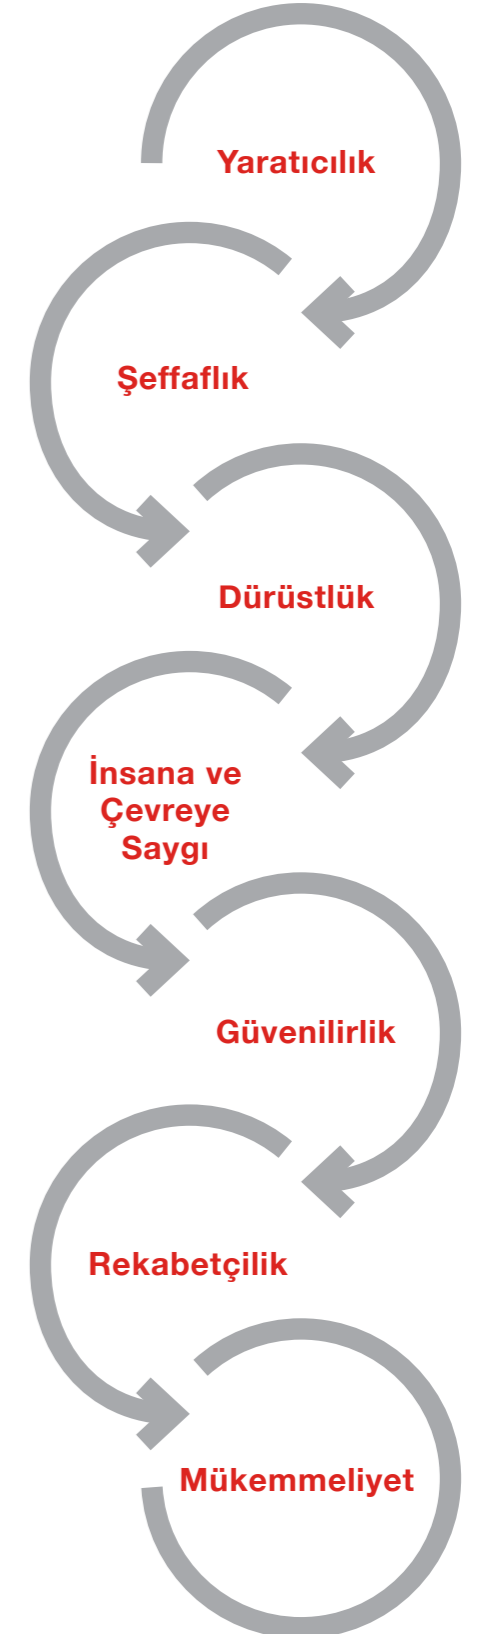 Yaratıcılık
Şeffaflık
Dürüstlük
İnsana ve
Çevreye
Saygı
Güvenilirlik
Rekabetçilik
Mükemmeliyet